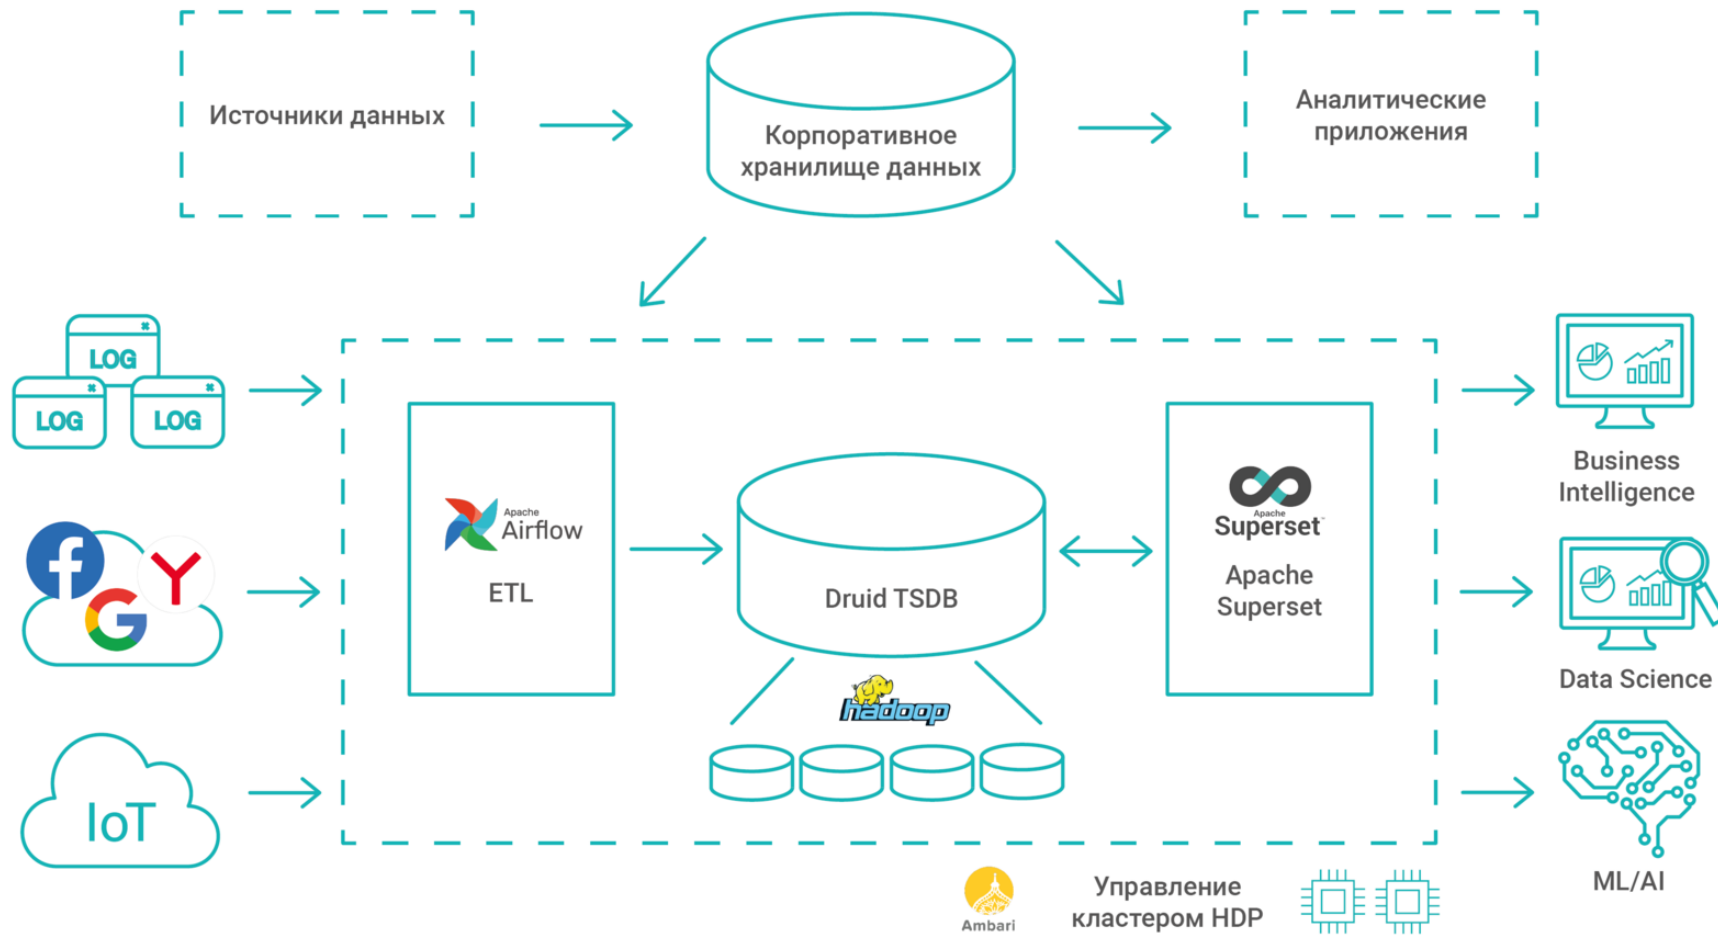 Источники данных
Корпоративное
хранилище данных
Аналитические
приложения
LOG
LOG
LOG
IoT
Apache
Airflow
ETL
Druid TSDB
hadoop
Apache
Superset™
Apache
Superset
Business
Intelligence
Data Science
ML/AI
Ambari
Управление
кластером HDP